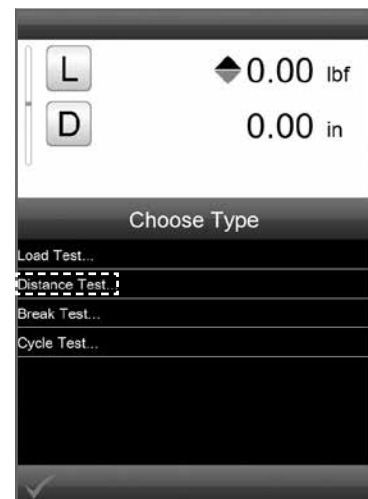 L 0.00 lbf
D 0.00 in
Choose Type
Load Test...
Distance Test...
Break Test...
Cycle Test...